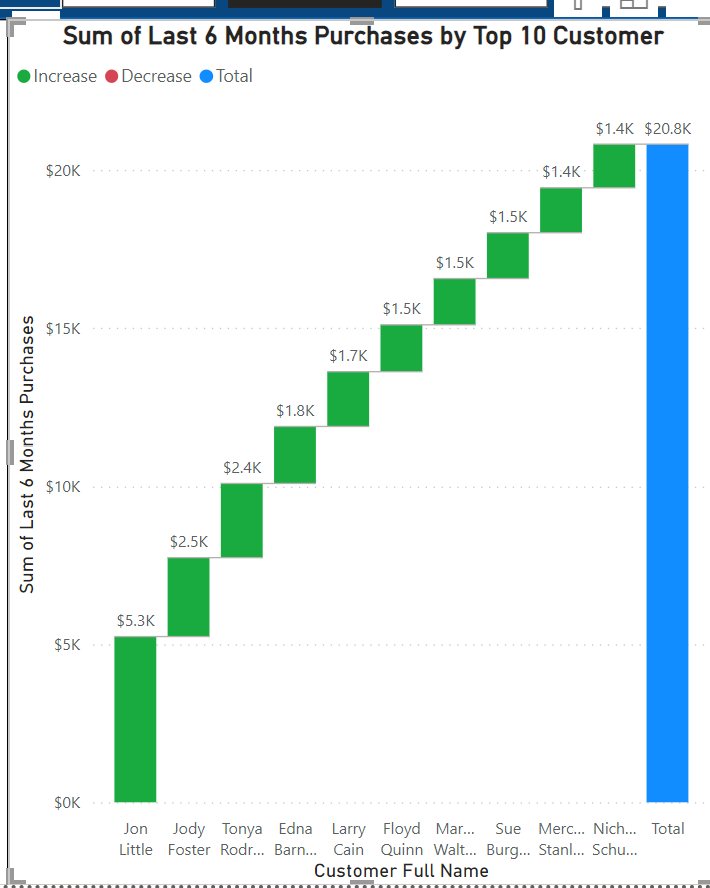 Sum of Last 6 Months Purchases by Top 10 Customer
Increase Decrease Total
$1.4K $20.8K
$20K
$1.4K
$1.5K
$1.5K
$15K
$1.5K
$1.7K
$1.8K
$10K
$2.4K
$2.5K
$5.3K
$5K
$0K
Sum of Last 6 Months Purchases
Jon Jody Tonya Edna Larry Floyd Mar... Sue Merc... Nich... Total
Little Foster Rodr... Barn... Cain Quinn Walt... Burg... Stanl... Schu...
Customer Full Name